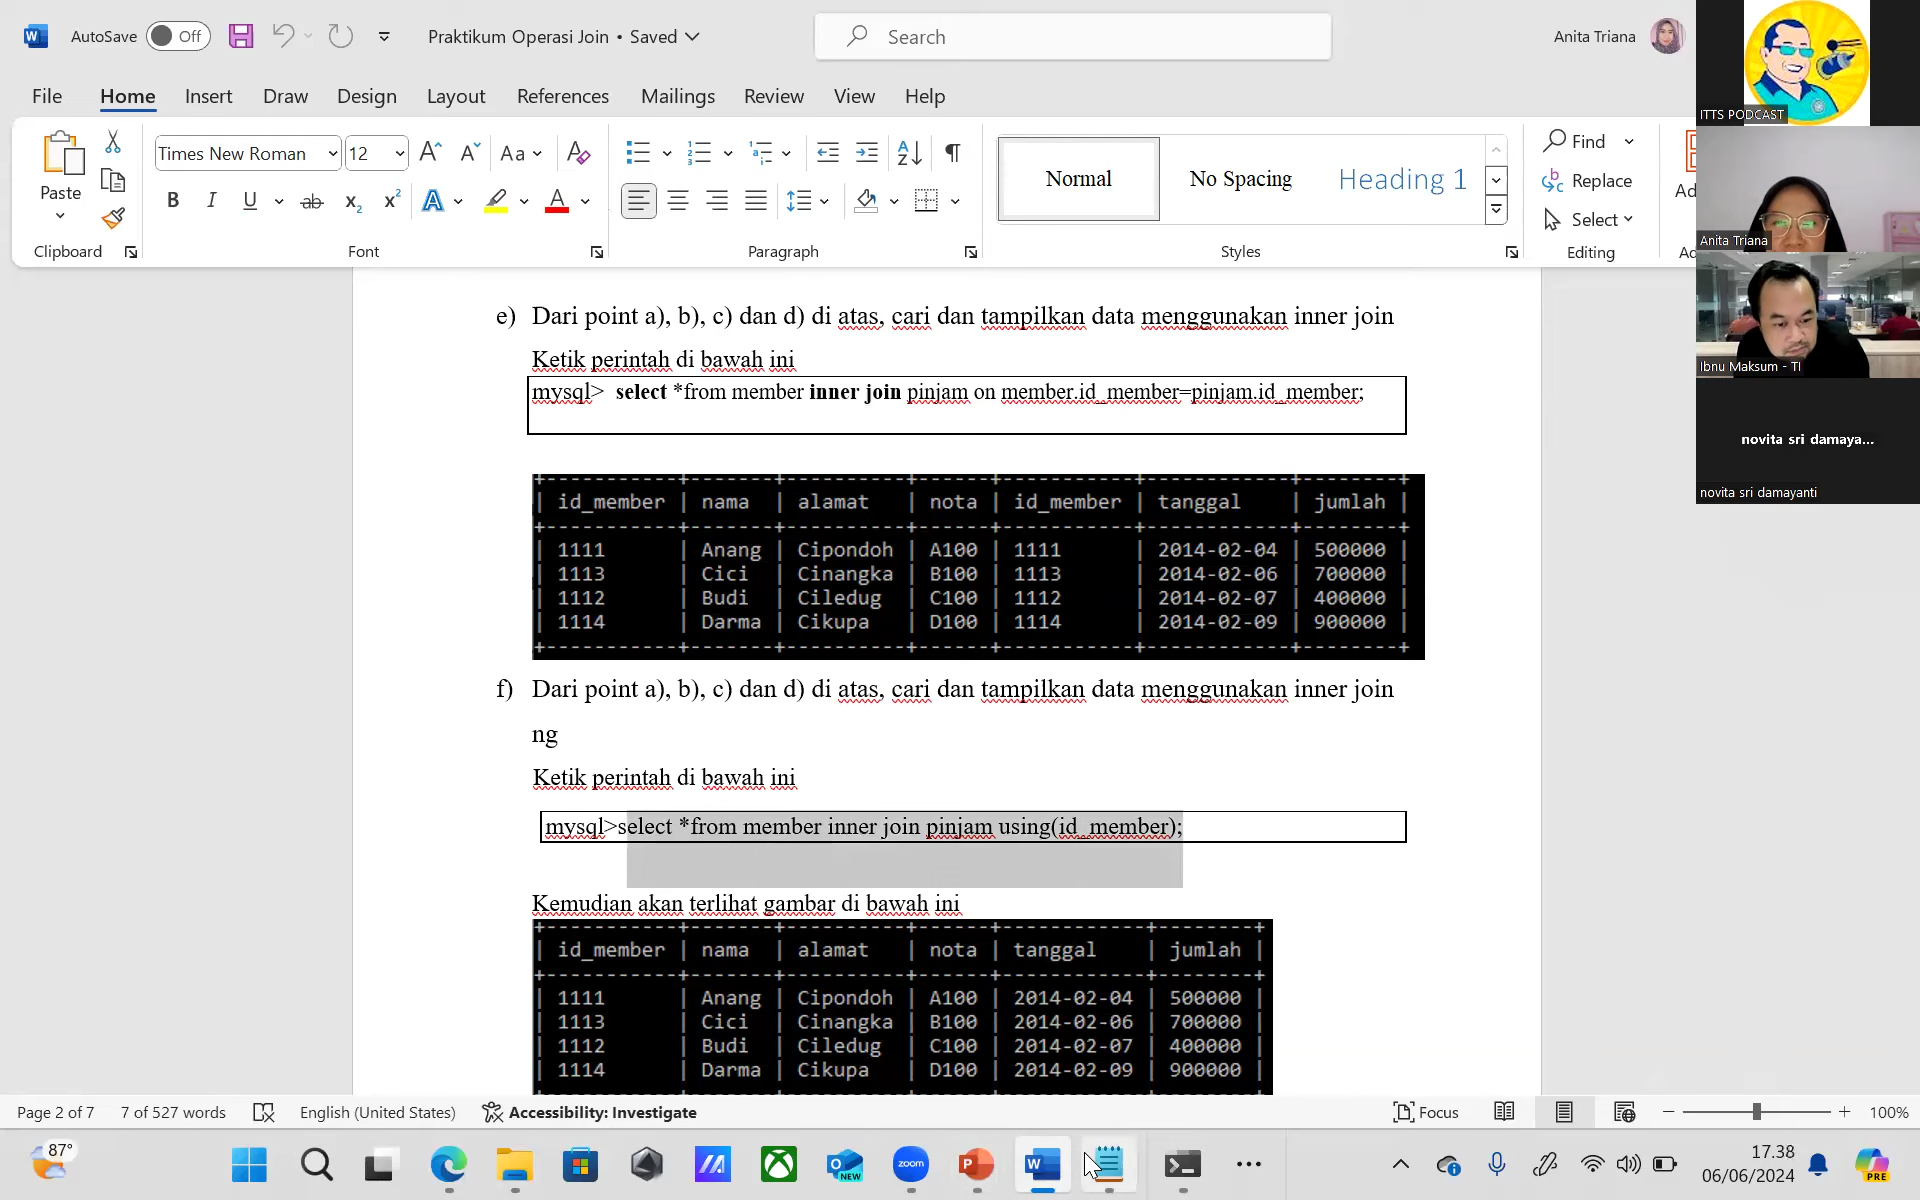 AutoSave Off Praktikum Operasi Join • Saved Search Anita Triana
File Home Insert Draw Design Layout References Mailings Review View Help
Paste
Clipboard
Times New Roman 12 Aa
B I U ab x2 x2 A A
Font
Paragraph
Normal No Spacing Heading 1
Styles
Find
Replace
Select
Editing
ITTS PODCAST
Anita Triana
Ibnu Maksum - TI
novita sri damaya...
novita sri damayanti
e) Dari point a), b), c) dan d) di atas, cari dan tampilkan data menggunakan inner join
Ketik perintah di bawah ini
mysql> select *from member inner join pinjam on member.id_member=pinjam.id_member;
| id_member | nama | alamat | nota | id_member | tanggal | jumlah |
| 1111 | Anang | Cipondoh | A100 | 1111 | 2014-02-04 | 500000 |
| 1113 | Cici | Cinangka | B100 | 1113 | 2014-02-06 | 700000 |
| 1112 | Budi | Ciledug | C100 | 1112 | 2014-02-07 | 400000 |
| 1114 | Darma | Cikupa | D100 | 1114 | 2014-02-09 | 900000 |
f) Dari point a), b), c) dan d) di atas, cari dan tampilkan data menggunakan inner join
ng
Ketik perintah di bawah ini
mysql>select *from member inner join pinjam using(id_member);
Kemudian akan terlihat gambar di bawah ini
| id_member | nama | alamat | nota | tanggal | jumlah |
| 1111 | Anang | Cipondoh | A100 | 2014-02-04 | 500000 |
| 1113 | Cici | Cinangka | B100 | 2014-02-06 | 700000 |
| 1112 | Budi | Ciledug | C100 | 2014-02-07 | 400000 |
| 1114 | Darma | Cikupa | D100 | 2014-02-09 | 900000 |
Page 2 of 7 7 of 527 words English (United States) Accessibility: Investigate Focus 100%
87° NEW zoom 17.38
06/06/2024 PRE